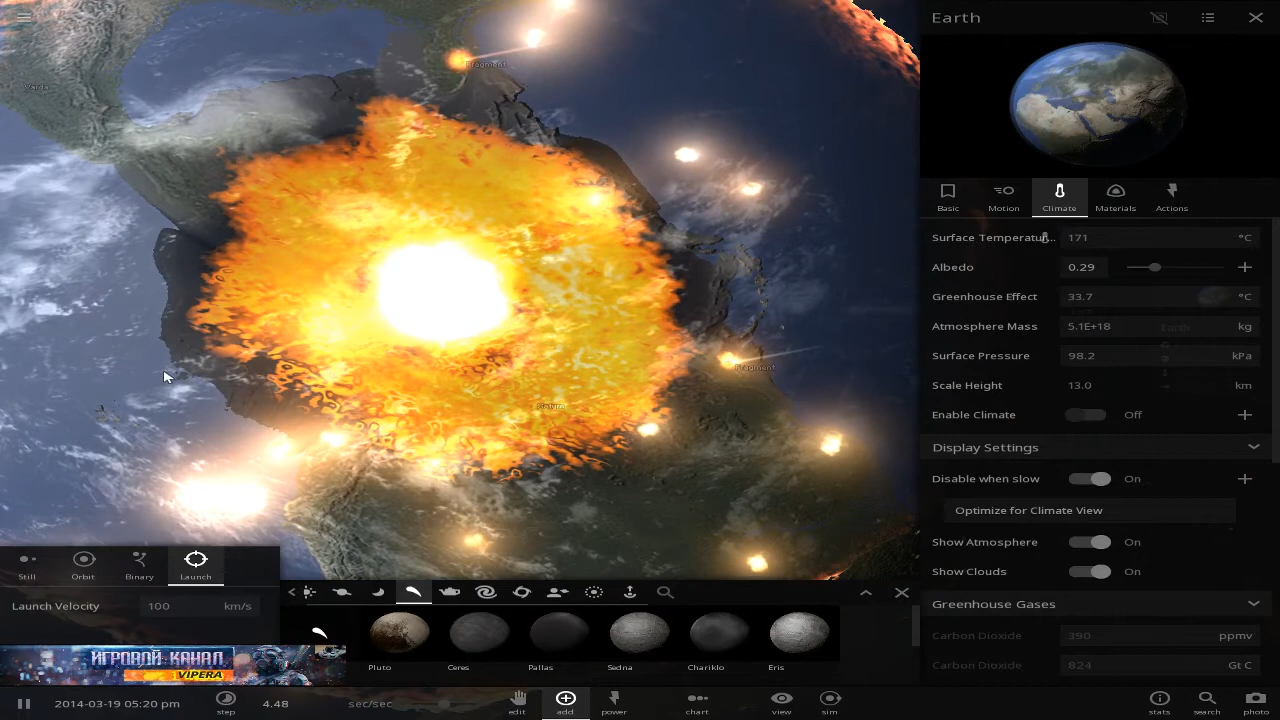 Earth
Fragment
Basic
Motion
Climate
Materials
Actions
Surface Temperatu... 171 °C
Albedo 0.29
Greenhouse Effect 33.7 °C
Atmosphere Mass 5.1E+18 kg
Earth
Surface Pressure 98.2 kPa
Fragment
Scale Height 13.0 km
Enable Climate Off
Display Settings
Disable when slow On
Optimize for Climate View
Show Atmosphere On
Show Clouds On
Greenhouse Gases
Carbon Dioxide 390 ppmv
Carbon Dioxide 824 Gt C
Still
Orbit
Binary
Launch
Launch Velocity 100 km/s
ИГРОВОЙ КАНАЛ
VIPERA
Pluto
Ceres
Pallas
Sedna
Chariklo
Eris
2014-03-19 05:20 pm
step
4.48 sec/sec
edit
add
power
chart
view
sim
stats
search
photo